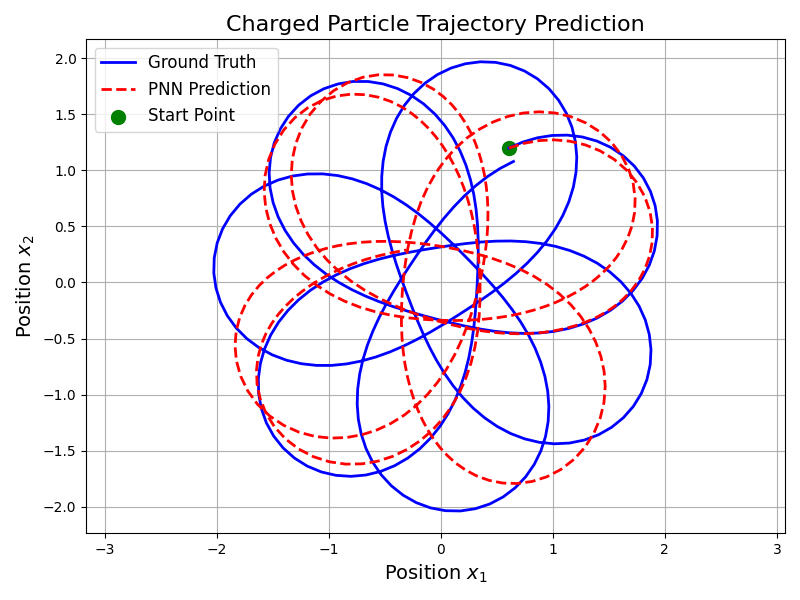 Charged Particle Trajectory Prediction
Ground Truth
PNN Prediction
Start Point
Position x₂
2.0
1.5
1.0
0.5
0.0
−0.5
−1.0
−1.5
−2.0
−3 −2 −1 0 1 2 3
Position x₁